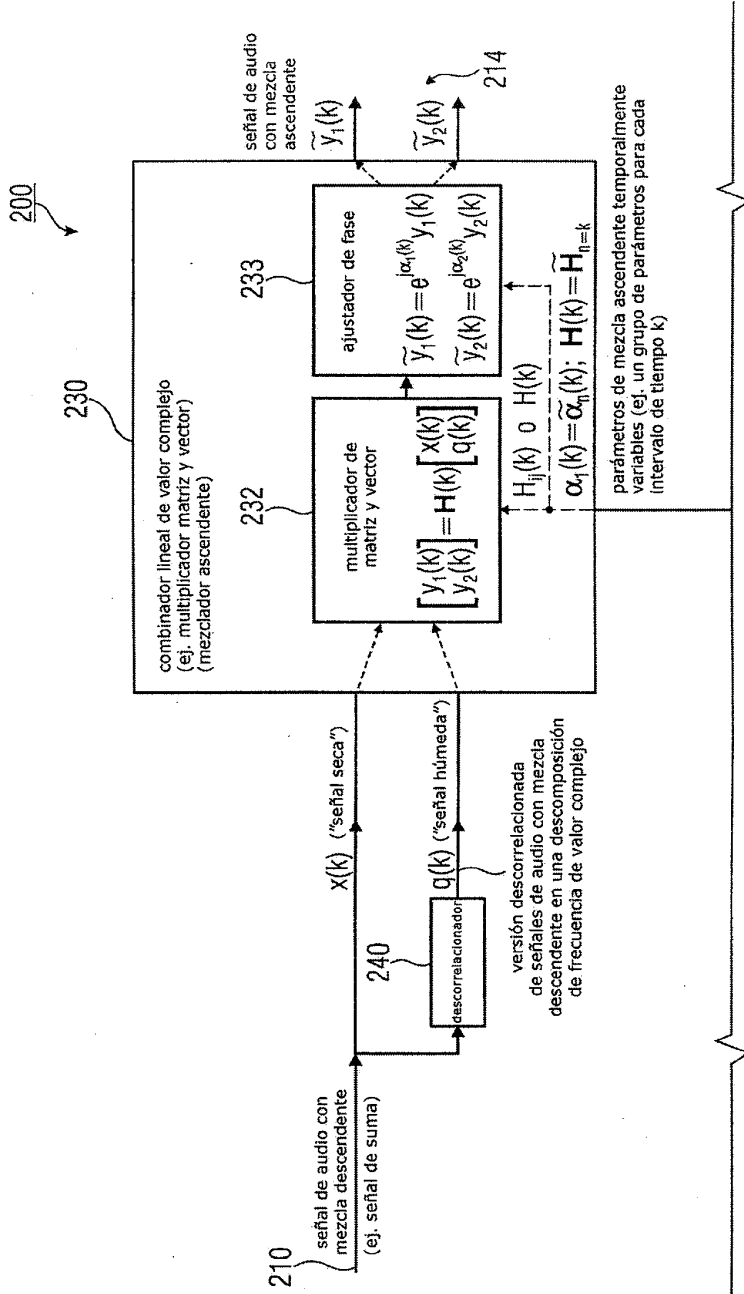 200
210
señal de audio con
mezcla descendente
(ej. señal de suma)
x(k) ("señal seca")
240
descorrelacionador
q(k) ("señal húmeda")
versión descorrelacionada
de señales de audio con mezcla
descendente en una descomposición
de frecuencia de valor complejo
230
combinador lineal de valor complejo
(ej. multiplicador matriz y vector)
(mezclador ascendente)
232
multiplicador de
matriz y vector
[y₁(k) y₂(k)] = H(k) [x(k) q(k)]
233
ajustador de fase
ỹ₁(k)=e^{jα₁(k)} y₁(k)
ỹ₂(k)=e^{jα₂(k)} y₂(k)
H_{ij}(k) o H(k)
α₁(k)=α̃ₙ(k); H(k)=H̃_{n=k}
parámetros de mezcla ascendente temporalmente
variables (ej. un grupo de parámetros para cada
intervalo de tiempo k)
señal de audio
con mezcla
ascendente
ỹ₁(k)
ỹ₂(k)
214